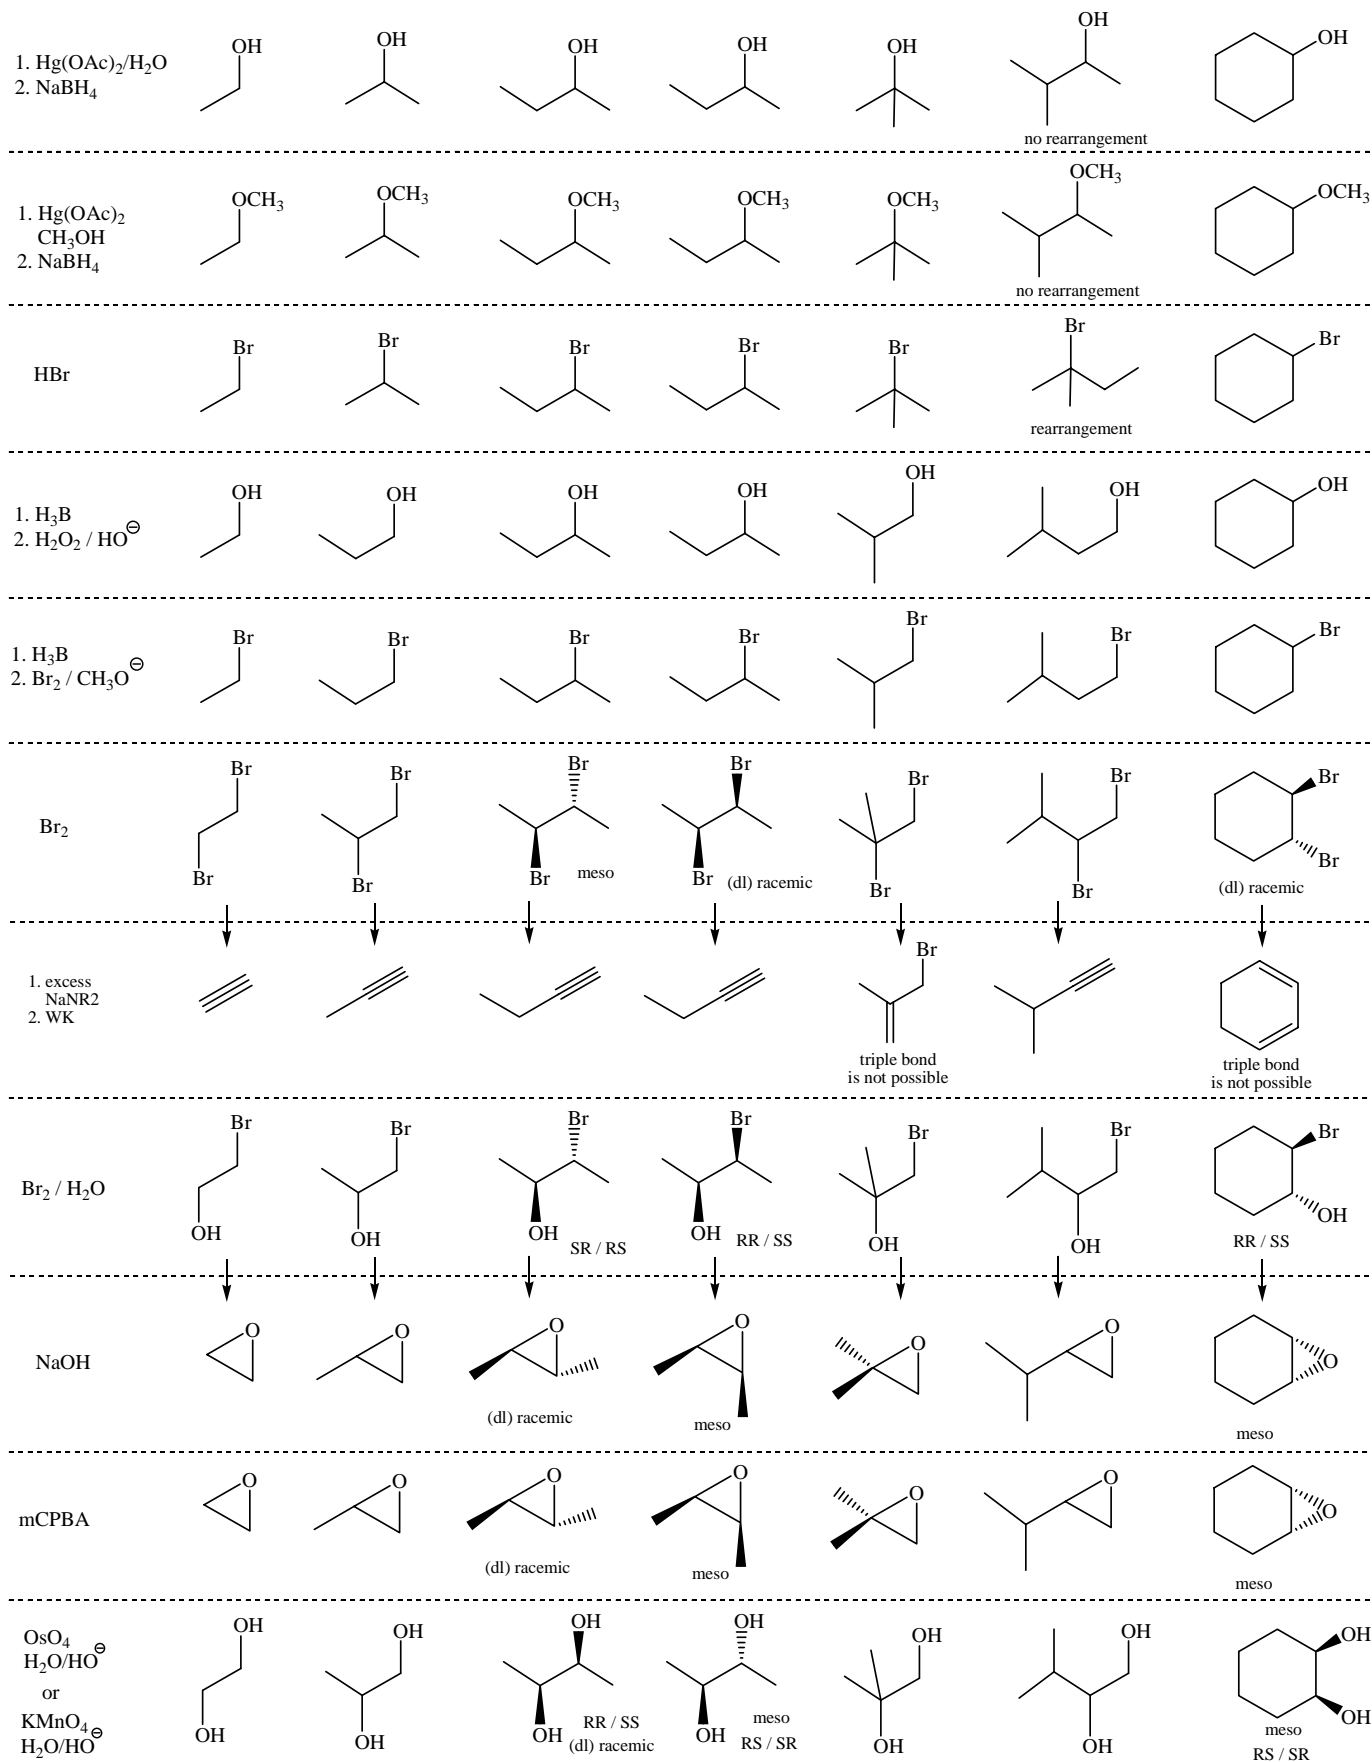 1. Hg(OAc)2/H2O
2. NaBH4
OH OH OH OH OH OH OH
no rearrangement
1. Hg(OAc)2
CH3OH
2. NaBH4
OCH3 OCH3 OCH3 OCH3 OCH3 OCH3 OCH3
no rearrangement
HBr
Br Br Br Br Br Br Br
rearrangement
1. H3B
2. H2O2 / HO⊖
OH OH OH OH OH OH OH
1. H3B
2. Br2 / CH3O⊖
Br Br Br Br Br Br Br
Br2
Br Br Br Br Br Br Br
Br Br Br Br Br Br Br
meso
(dl) racemic
(dl) racemic
1. excess
NaNR2
2. WK
Br
triple bond
is not possible
triple bond
is not possible
Br2 / H2O
Br Br Br Br Br Br Br
OH OH OH OH OH OH OH
SR / RS
RR / SS
RR / SS
NaOH
O O O O O O O
(dl) racemic
meso
meso
mCPBA
O O O O O O O
(dl) racemic
meso
meso
OsO4
H2O/HO⊖
or
KMnO4
H2O/HO⊖
OH OH OH OH OH OH OH
OH OH OH OH OH OH OH
RR / SS
(dl) racemic
meso
RS / SR
meso
RS / SR